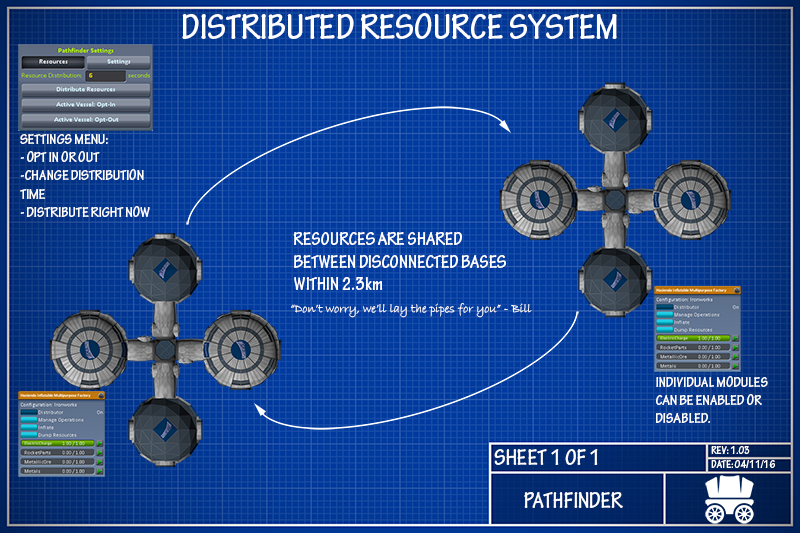 DISTRIBUTED RESOURCE SYSTEM
Pathfinder Settings
Resources
Settings
Resource Distribution: 6 seconds
Distribute Resources
Active Vessel: Opt-In
Active Vessel: Opt-Out
SETTINGS MENU:
- OPT IN OR OUT
-CHANGE DISTRIBUTION
TIME
- DISTRIBUTE RIGHT NOW
RESOURCES ARE SHARED
BETWEEN DISCONNECTED BASES
WITHIN 2.3km
"Don't worry, we'll lay the pipes for you" - Bill
Hacienda Inflatable Multipurpose Factory
Configuration: Ironworks
Distributor On
Manage Operations
Inflate
Dump Resources
ElectricCharge 1.00 / 1.00
RocketParts 0.00 / 1.00
MetallicOre 0.00 / 1.00
Metals 0.00 / 1.00
INDIVIDUAL MODULES
CAN BE ENABLED OR
DISABLED.
Hacienda Inflatable Multipurpose Factory
Configuration: Ironworks
Distributor On
Manage Operations
Inflate
Dump Resources
ElectricCharge 1.00 / 1.00
RocketParts 0.00 / 1.00
MetallicOre 0.00 / 1.00
Metals 0.00 / 1.00
SHEET 1 OF 1
REV: 1.03
DATE: 04/11/16
PATHFINDER